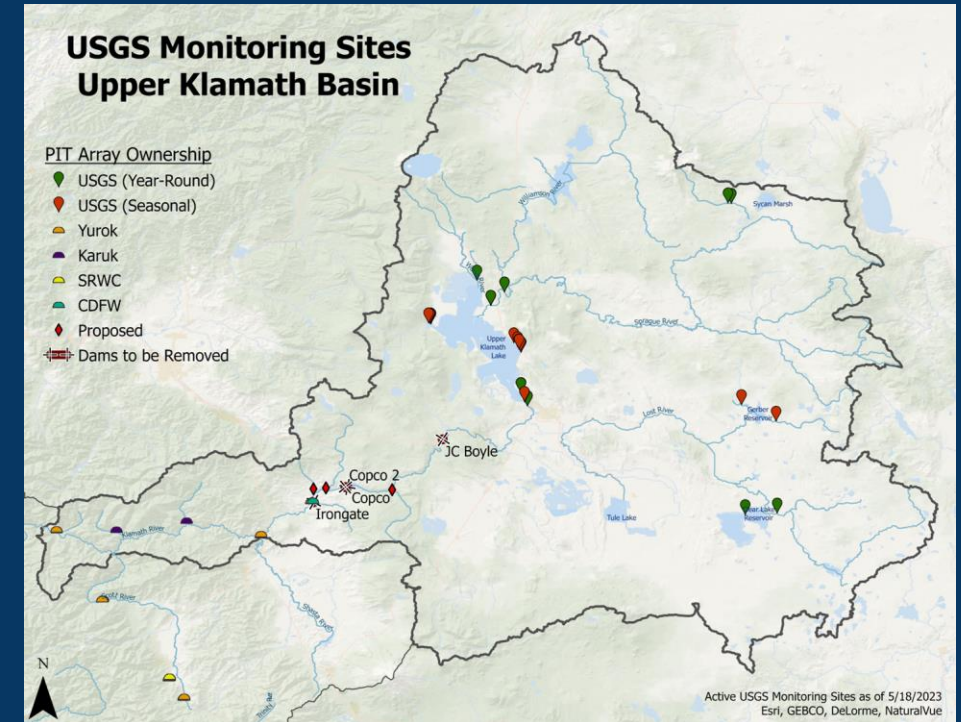 USGS Monitoring Sites
Upper Klamath Basin
PIT Array Ownership
USGS (Year-Round)
USGS (Seasonal)
Yurok
Karuk
SRWC
CDFW
Proposed
Dams to be Removed
Williamson River
Sycan Marsh
River
Sprague River
Upper
Klamath
Lake
Lost River
Gerber
Reservoir
JC Boyle
Copco 2
Copco
Irongate
Lake
Reservoir
Tule Lake
Klamath River
Scott River
Shasta River
N
Active USGS Monitoring Sites as of 5/18/2023
Esri, GEBCO, DeLorme, NaturalVue